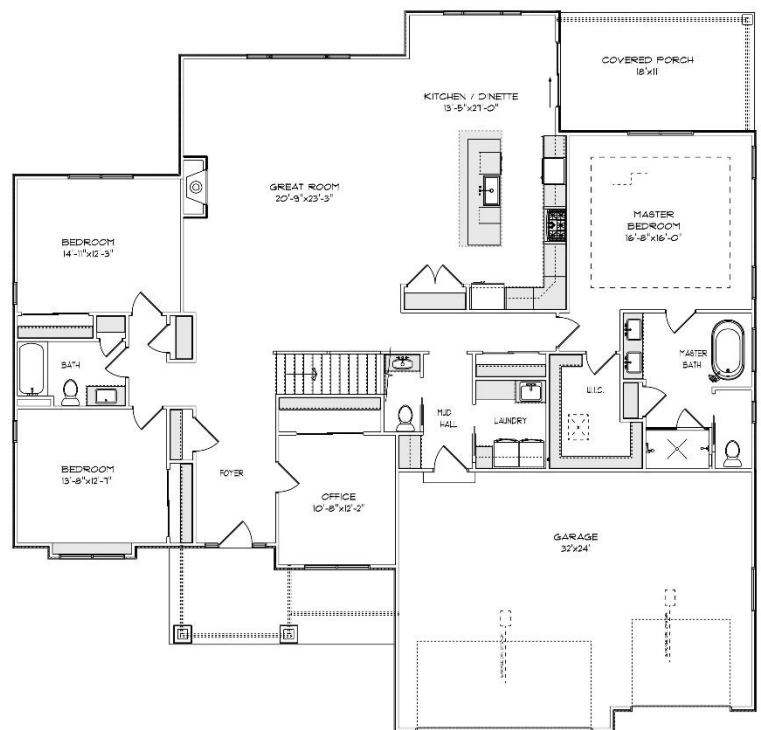 COVERED PORCH
18'x11'
KITCHEN / DINETTE
13'-5"x27'-0"
GREAT ROOM
20'-9"x23'-3"
MASTER
BEDROOM
16'-8"x16'-0"
BEDROOM
14'-11"x12'-3"
BATH
MASTER
BATH
W.I.C.
MUD
HALL
LAUNDRY
BEDROOM
13'-8"x12'-7"
FOYER
OFFICE
10'-8"x12'-2"
GARAGE
32'x24'